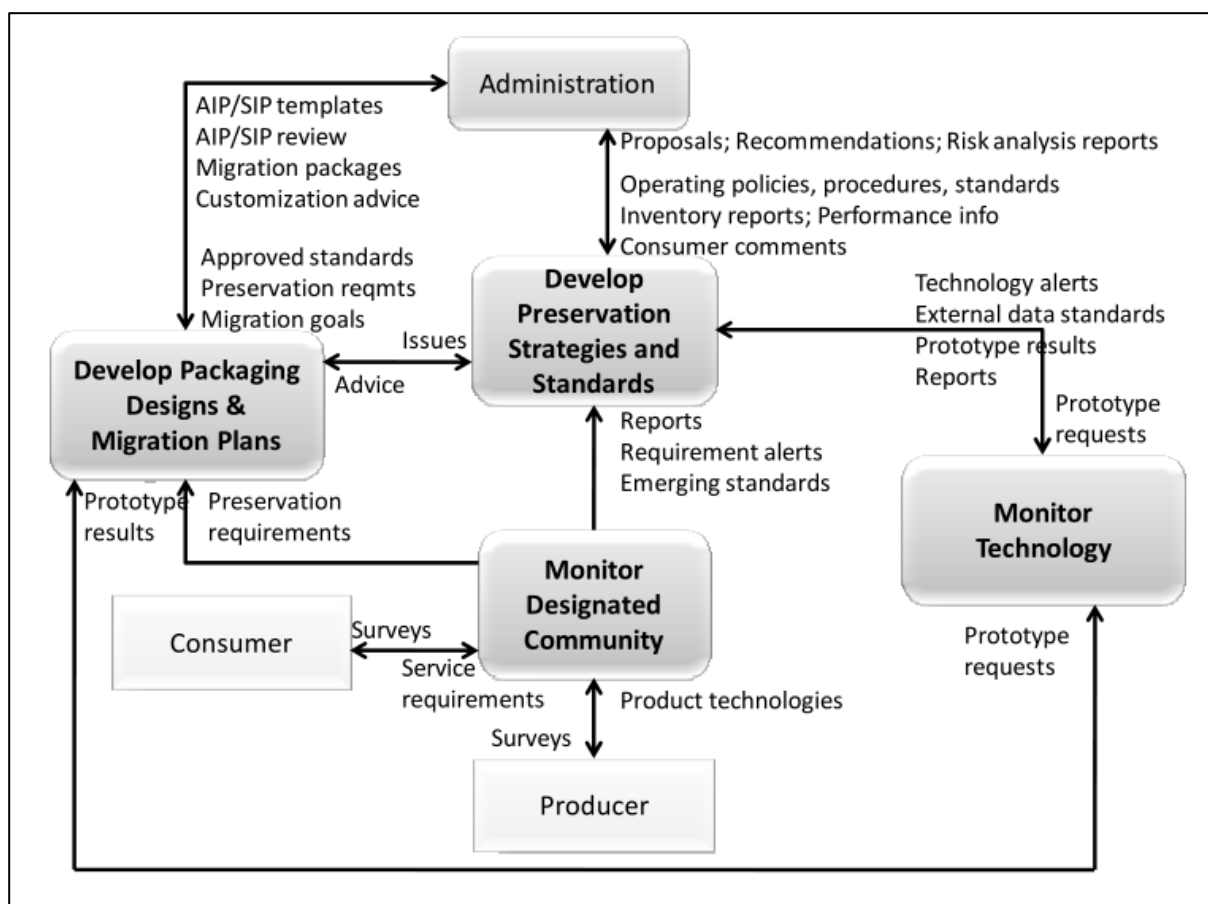 Administration
AIP/SIP templates
AIP/SIP review
Migration packages
Customization advice
Proposals; Recommendations; Risk analysis reports
Operating policies, procedures, standards
Inventory reports; Performance info
Consumer comments
Approved standards
Preservation reqmts
Migration goals
Develop
Preservation
Strategies and
Standards
Technology alerts
External data standards
Prototype results
Reports
Issues
Advice
Develop Packaging
Designs &
Migration Plans
Prototype
requests
Reports
Requirement alerts
Emerging standards
Prototype
results
Preservation
requirements
Monitor
Technology
Monitor
Designated
Community
Consumer
Surveys
Service
requirements
Prototype
requests
Product technologies
Surveys
Producer